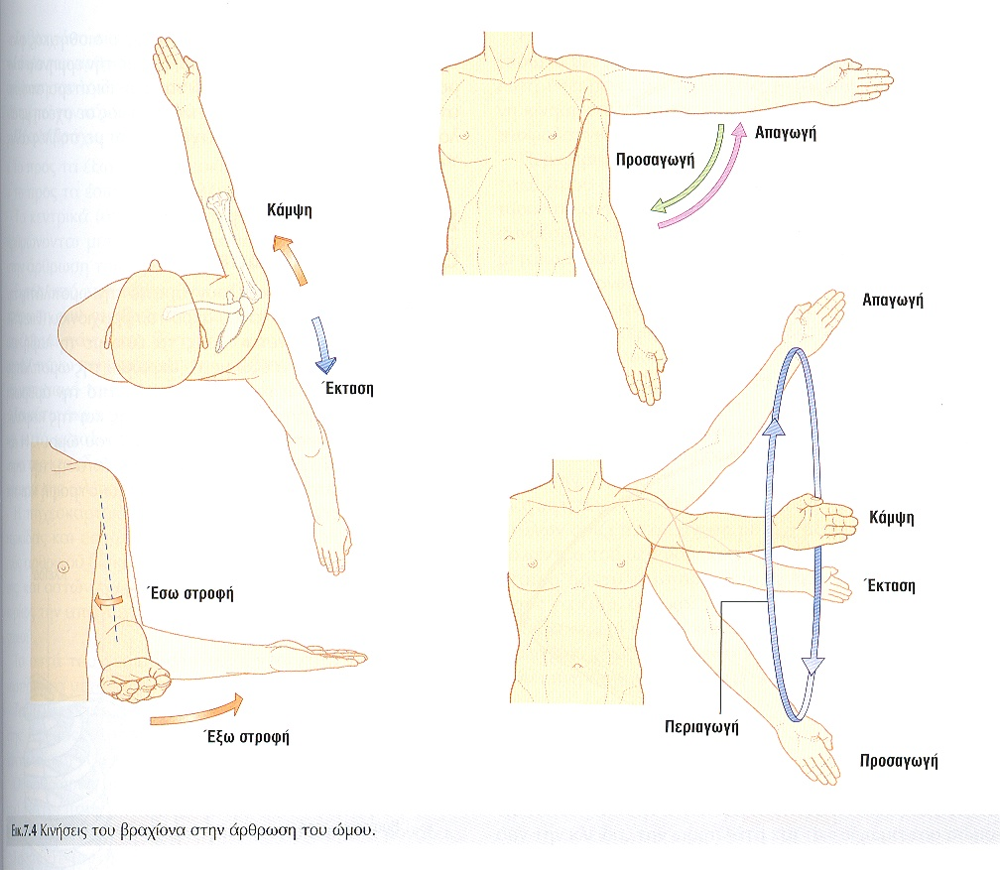 Κάμψη
Έκταση
Προσαγωγή
Απαγωγή
Έσω στροφή
Έξω στροφή
Απαγωγή
Κάμψη
Έκταση
Περιαγωγή
Προσαγωγή
Εικ.7.4 Κινήσεις του βραχίονα στην άρθρωση του ώμου.